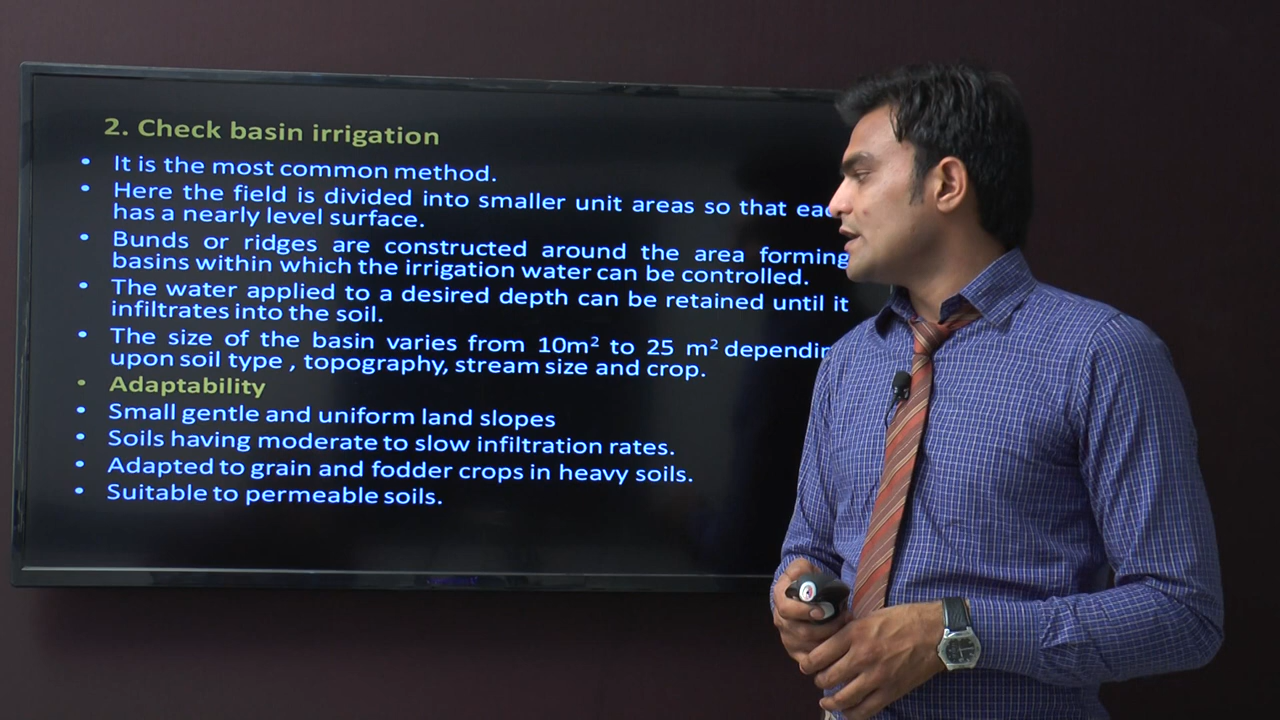 2. Check basin irrigation
• It is the most common method.
• Here the field is divided into smaller unit areas so that each
has a nearly level surface.
• Bunds or ridges are constructed around the area forming
basins within which the irrigation water can be controlled.
• The water applied to a desired depth can be retained until it
infiltrates into the soil.
• The size of the basin varies from 10m² to 25 m² depending
upon soil type , topography, stream size and crop.
• Adaptability
• Small gentle and uniform land slopes
• Soils having moderate to slow infiltration rates.
• Adapted to grain and fodder crops in heavy soils.
• Suitable to permeable soils.